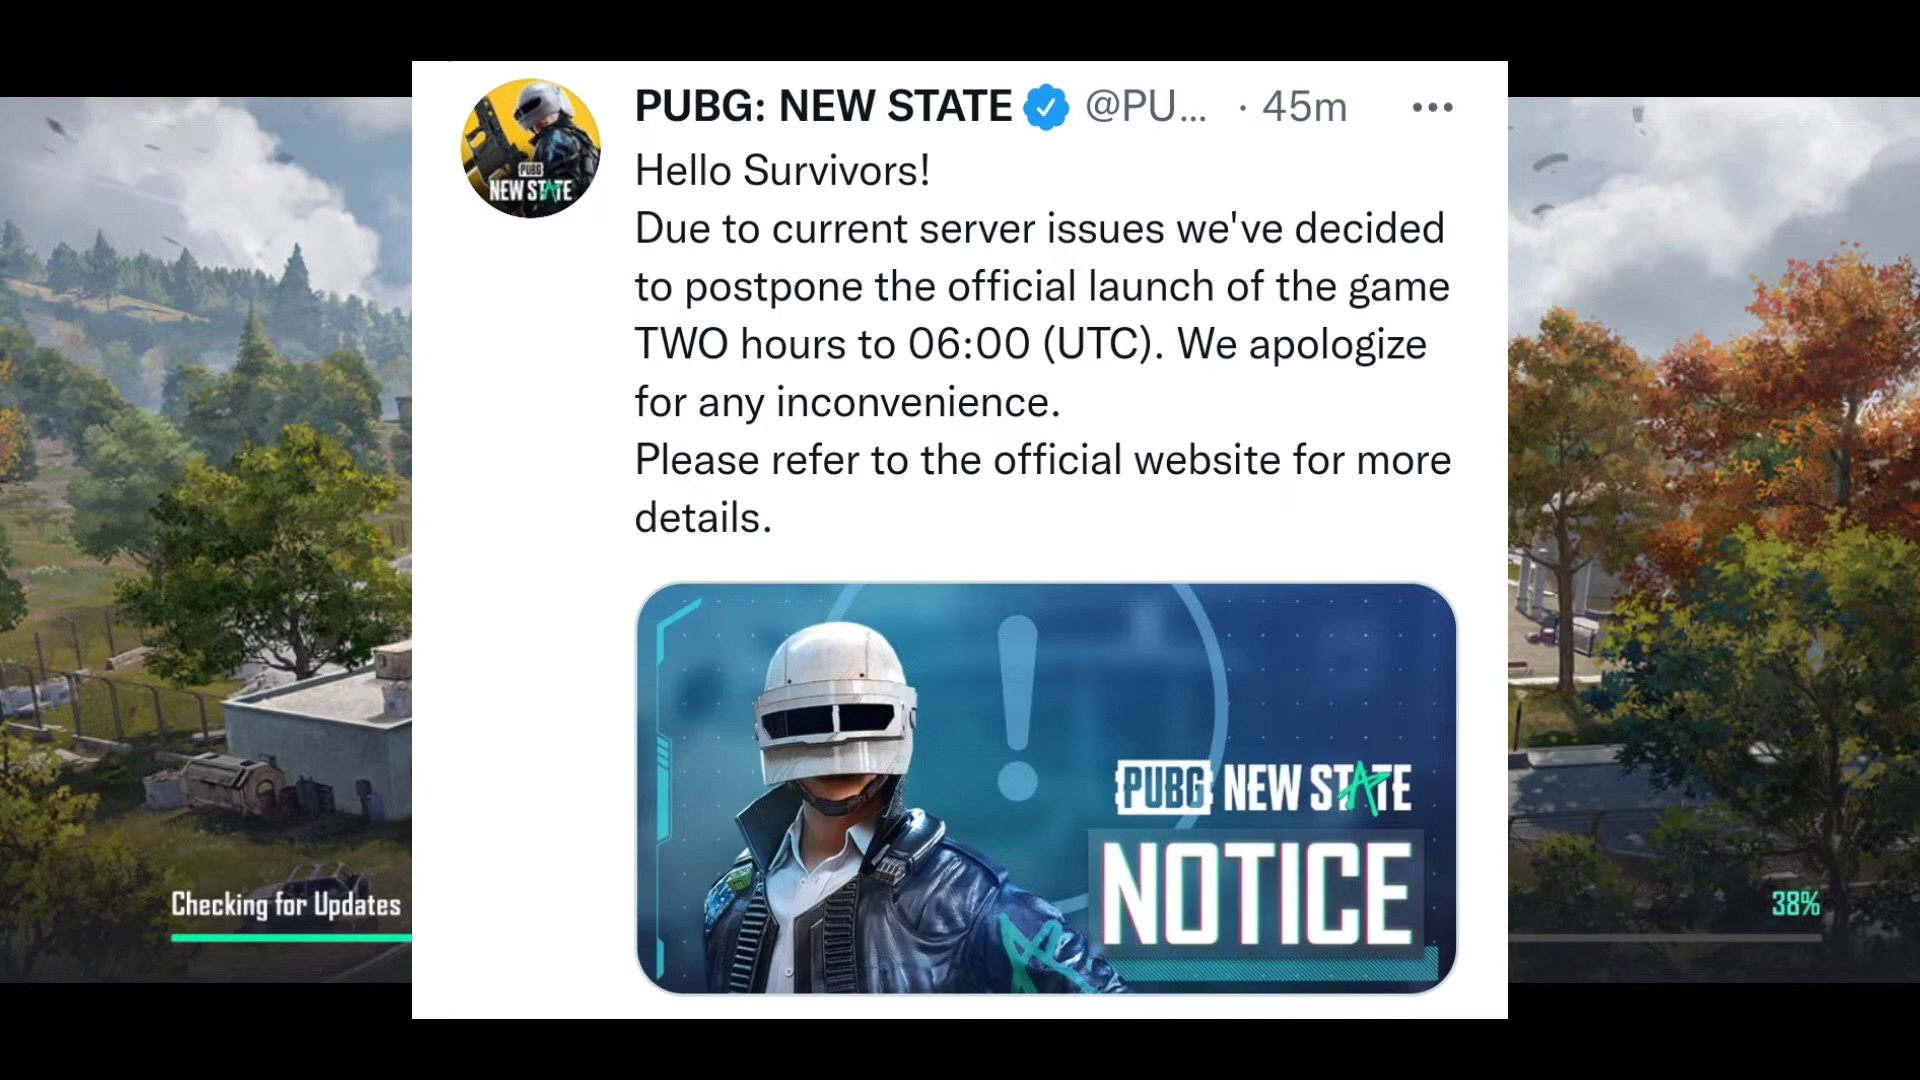 PUBG: NEW STATE @PU... · 45m
Hello Survivors!
Due to current server issues we've decided
to postpone the official launch of the game
TWO hours to 06:00 (UTC). We apologize
for any inconvenience.
Please refer to the official website for more
details.
PUBG
NEW STATE
PUBG NEW STATE
NOTICE
Checking for Updates
38%